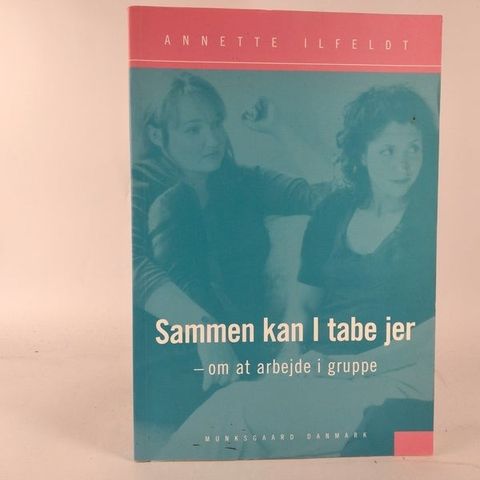 ANNETTE ILFELDT
Sammen kan I tabe jer
– om at arbejde i gruppe
MUNKSGAARD DANMARK